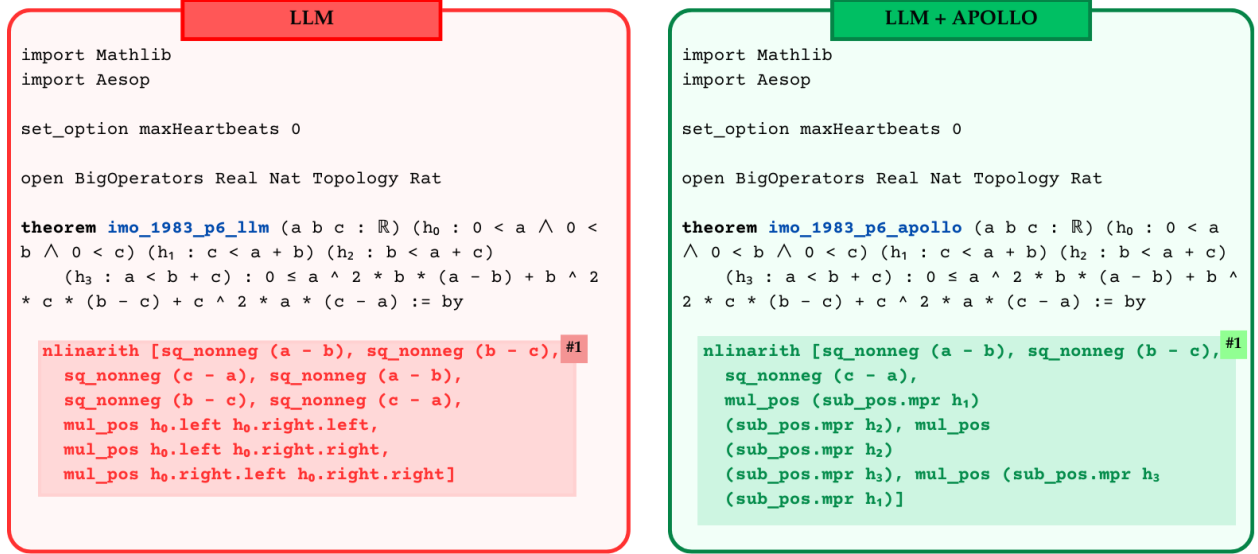 LLM
import Mathlib
import Aesop
set_option maxHeartbeats 0
open BigOperators Real Nat Topology Rat
theorem imo_1983_p6_llm (a b c : ℝ) (h₀ : 0 < a ∧ 0 <
b ∧ 0 < c) (h₁ : c < a + b) (h₂ : b < a + c)
(h₃ : a < b + c) : 0 ≤ a ^ 2 * b * (a - b) + b ^ 2
* c * (b - c) + c ^ 2 * a * (c - a) := by
nlinarith [sq_nonneg (a - b), sq_nonneg (b - c), #1
sq_nonneg (c - a), sq_nonneg (a - b),
sq_nonneg (b - c), sq_nonneg (c - a),
mul_pos h₀.left h₀.right.left,
mul_pos h₀.left h₀.right.right,
mul_pos h₀.right.left h₀.right.right]
LLM + APOLLO
import Mathlib
import Aesop
set_option maxHeartbeats 0
open BigOperators Real Nat Topology Rat
theorem imo_1983_p6_apollo (a b c : ℝ) (h₀ : 0 < a
∧ 0 < b ∧ 0 < c) (h₁ : c < a + b) (h₂ : b < a + c)
(h₃ : a < b + c) : 0 ≤ a ^ 2 * b * (a - b) + b ^
2 * c * (b - c) + c ^ 2 * a * (c - a) := by
nlinarith [sq_nonneg (a - b), sq_nonneg (b - c), #1
sq_nonneg (c - a),
mul_pos (sub_pos.mpr h₁)
(sub_pos.mpr h₂), mul_pos
(sub_pos.mpr h₂)
(sub_pos.mpr h₃), mul_pos (sub_pos.mpr h₃
(sub_pos.mpr h₁)]